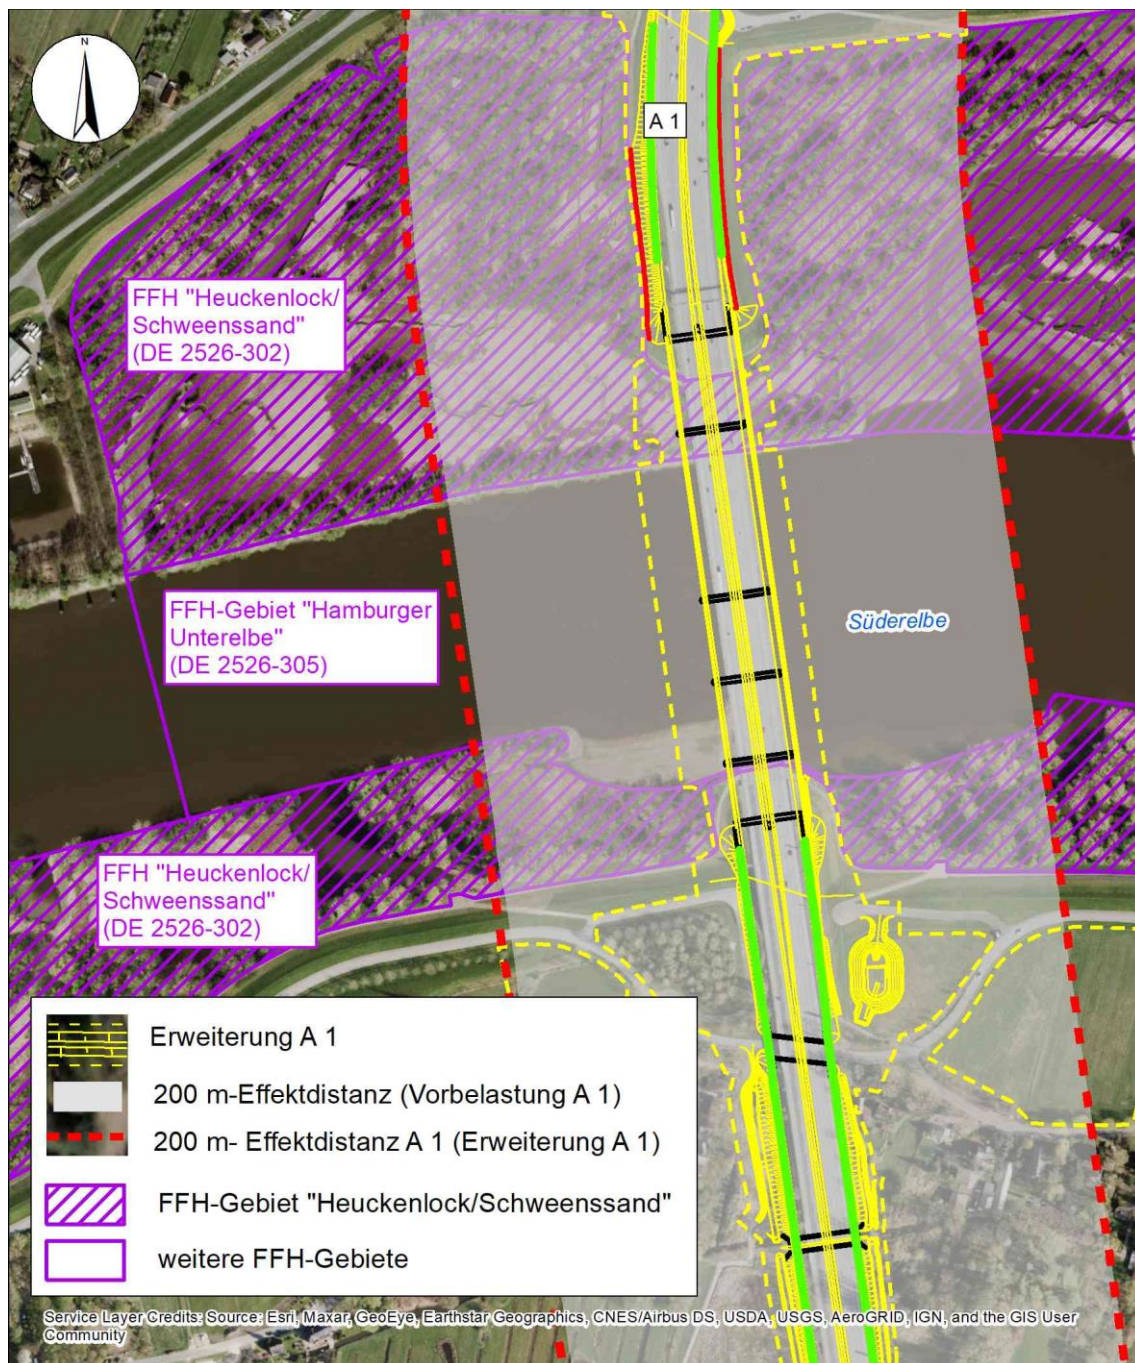 N
A 1
FFH "Heuckenlock/
Schweenssand"
(DE 2526-302)
FFH-Gebiet "Hamburger
Unterelbe"
(DE 2526-305)
Süderelbe
FFH "Heuckenlock/
Schweenssand"
(DE 2526-302)
Erweiterung A 1
200 m-Effektdistanz (Vorbelastung A 1)
200 m- Effektdistanz A 1 (Erweiterung A 1)
FFH-Gebiet "Heuckenlock/Schweenssand"
weitere FFH-Gebiete
Service Layer Credits: Source: Esri, Maxar, GeoEye, Earthstar Geographics, CNES/Airbus DS, USDA, USGS, AeroGRID, IGN, and the GIS User
Community